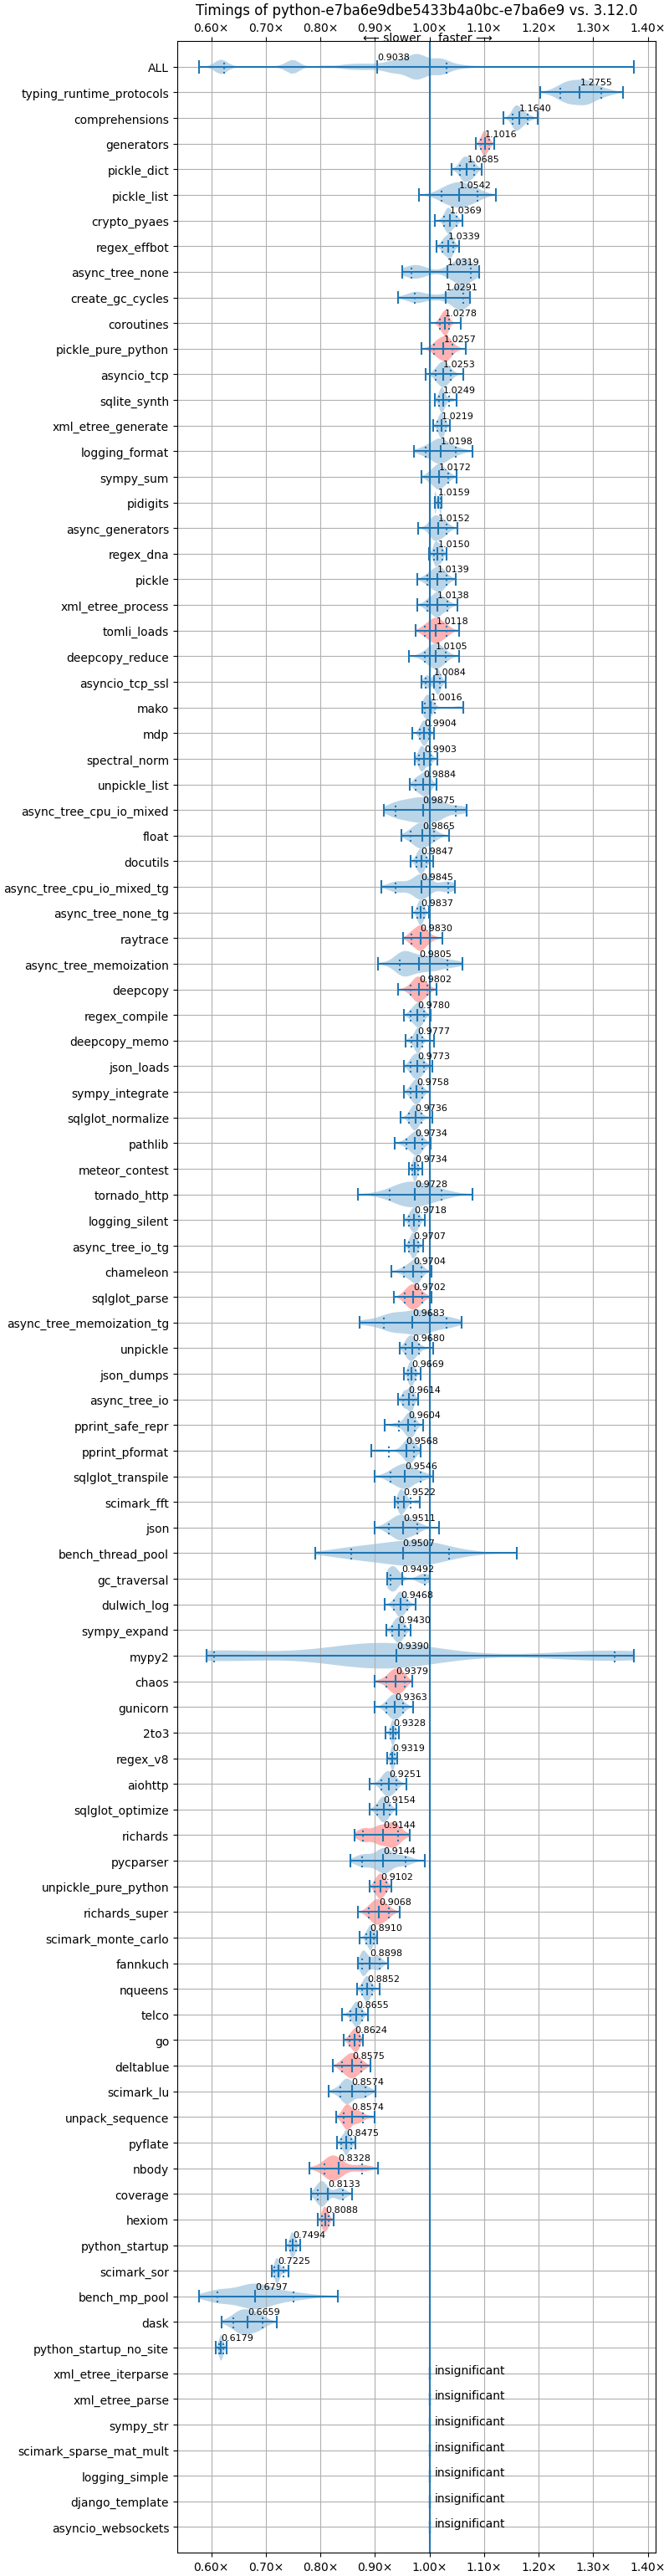 Timings of python-e7ba6e9dbe5433b4a0bc-e7ba6e9 vs. 3.12.0
0.60× 0.70× 0.80× 0.90× 1.00× 1.10× 1.20× 1.30× 1.40×
⟵ slower faster ⟶
ALL 0.9038
typing_runtime_protocols 1.2755
comprehensions 1.1640
generators 1.1016
pickle_dict 1.0685
pickle_list 1.0542
crypto_pyaes 1.0369
regex_effbot 1.0339
async_tree_none 1.0319
create_gc_cycles 1.0291
coroutines 1.0278
pickle_pure_python 1.0257
asyncio_tcp 1.0253
sqlite_synth 1.0249
xml_etree_generate 1.0219
logging_format 1.0198
sympy_sum 1.0172
pidigits 1.0159
async_generators 1.0152
regex_dna 1.0150
pickle 1.0139
xml_etree_process 1.0138
tomli_loads 1.0118
deepcopy_reduce 1.0105
asyncio_tcp_ssl 1.0084
mako 1.0016
mdp 0.9904
spectral_norm 0.9903
unpickle_list 0.9884
async_tree_cpu_io_mixed 0.9875
float 0.9865
docutils 0.9847
async_tree_cpu_io_mixed_tg 0.9845
async_tree_none_tg 0.9837
raytrace 0.9830
async_tree_memoization 0.9805
deepcopy 0.9802
regex_compile 0.9780
deepcopy_memo 0.9777
json_loads 0.9773
sympy_integrate 0.9758
sqlglot_normalize 0.9736
pathlib 0.9734
meteor_contest 0.9734
tornado_http 0.9728
logging_silent 0.9718
async_tree_io_tg 0.9707
chameleon 0.9704
sqlglot_parse 0.9702
async_tree_memoization_tg 0.9683
unpickle 0.9680
json_dumps 0.9669
async_tree_io 0.9614
pprint_safe_repr 0.9604
pprint_pformat 0.9568
sqlglot_transpile 0.9546
scimark_fft 0.9522
json 0.9511
bench_thread_pool 0.9507
gc_traversal 0.9492
dulwich_log 0.9468
sympy_expand 0.9430
mypy2 0.9390
chaos 0.9379
gunicorn 0.9363
2to3 0.9328
regex_v8 0.9319
aiohttp 0.9251
sqlglot_optimize 0.9154
richards 0.9144
pycparser 0.9144
unpickle_pure_python 0.9102
richards_super 0.9068
scimark_monte_carlo 0.8910
fannkuch 0.8898
nqueens 0.8852
telco 0.8655
go 0.8624
deltablue 0.8575
scimark_lu 0.8574
unpack_sequence 0.8574
pyflate 0.8475
nbody 0.8328
coverage 0.8133
hexiom 0.8088
python_startup 0.7494
scimark_sor 0.7225
bench_mp_pool 0.6797
dask 0.6659
python_startup_no_site 0.6179
xml_etree_iterparse insignificant
xml_etree_parse insignificant
sympy_str insignificant
scimark_sparse_mat_mult insignificant
logging_simple insignificant
django_template insignificant
asyncio_websockets insignificant
0.60× 0.70× 0.80× 0.90× 1.00× 1.10× 1.20× 1.30× 1.40×